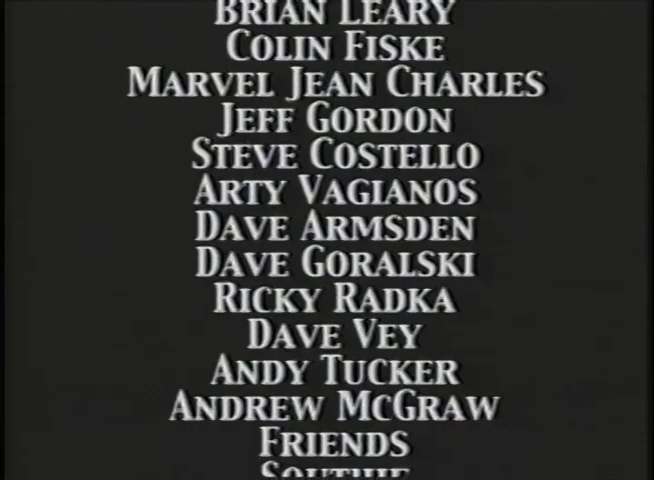 BRIAN LEARY
COLIN FISKE
MARVEL JEAN CHARLES
JEFF GORDON
STEVE COSTELLO
ARTY VAGIANOS
DAVE ARMSDEN
DAVE GORALSKI
RICKY RADKA
DAVE VEY
ANDY TUCKER
ANDREW MCGRAW
FRIENDS
SOUTHIE